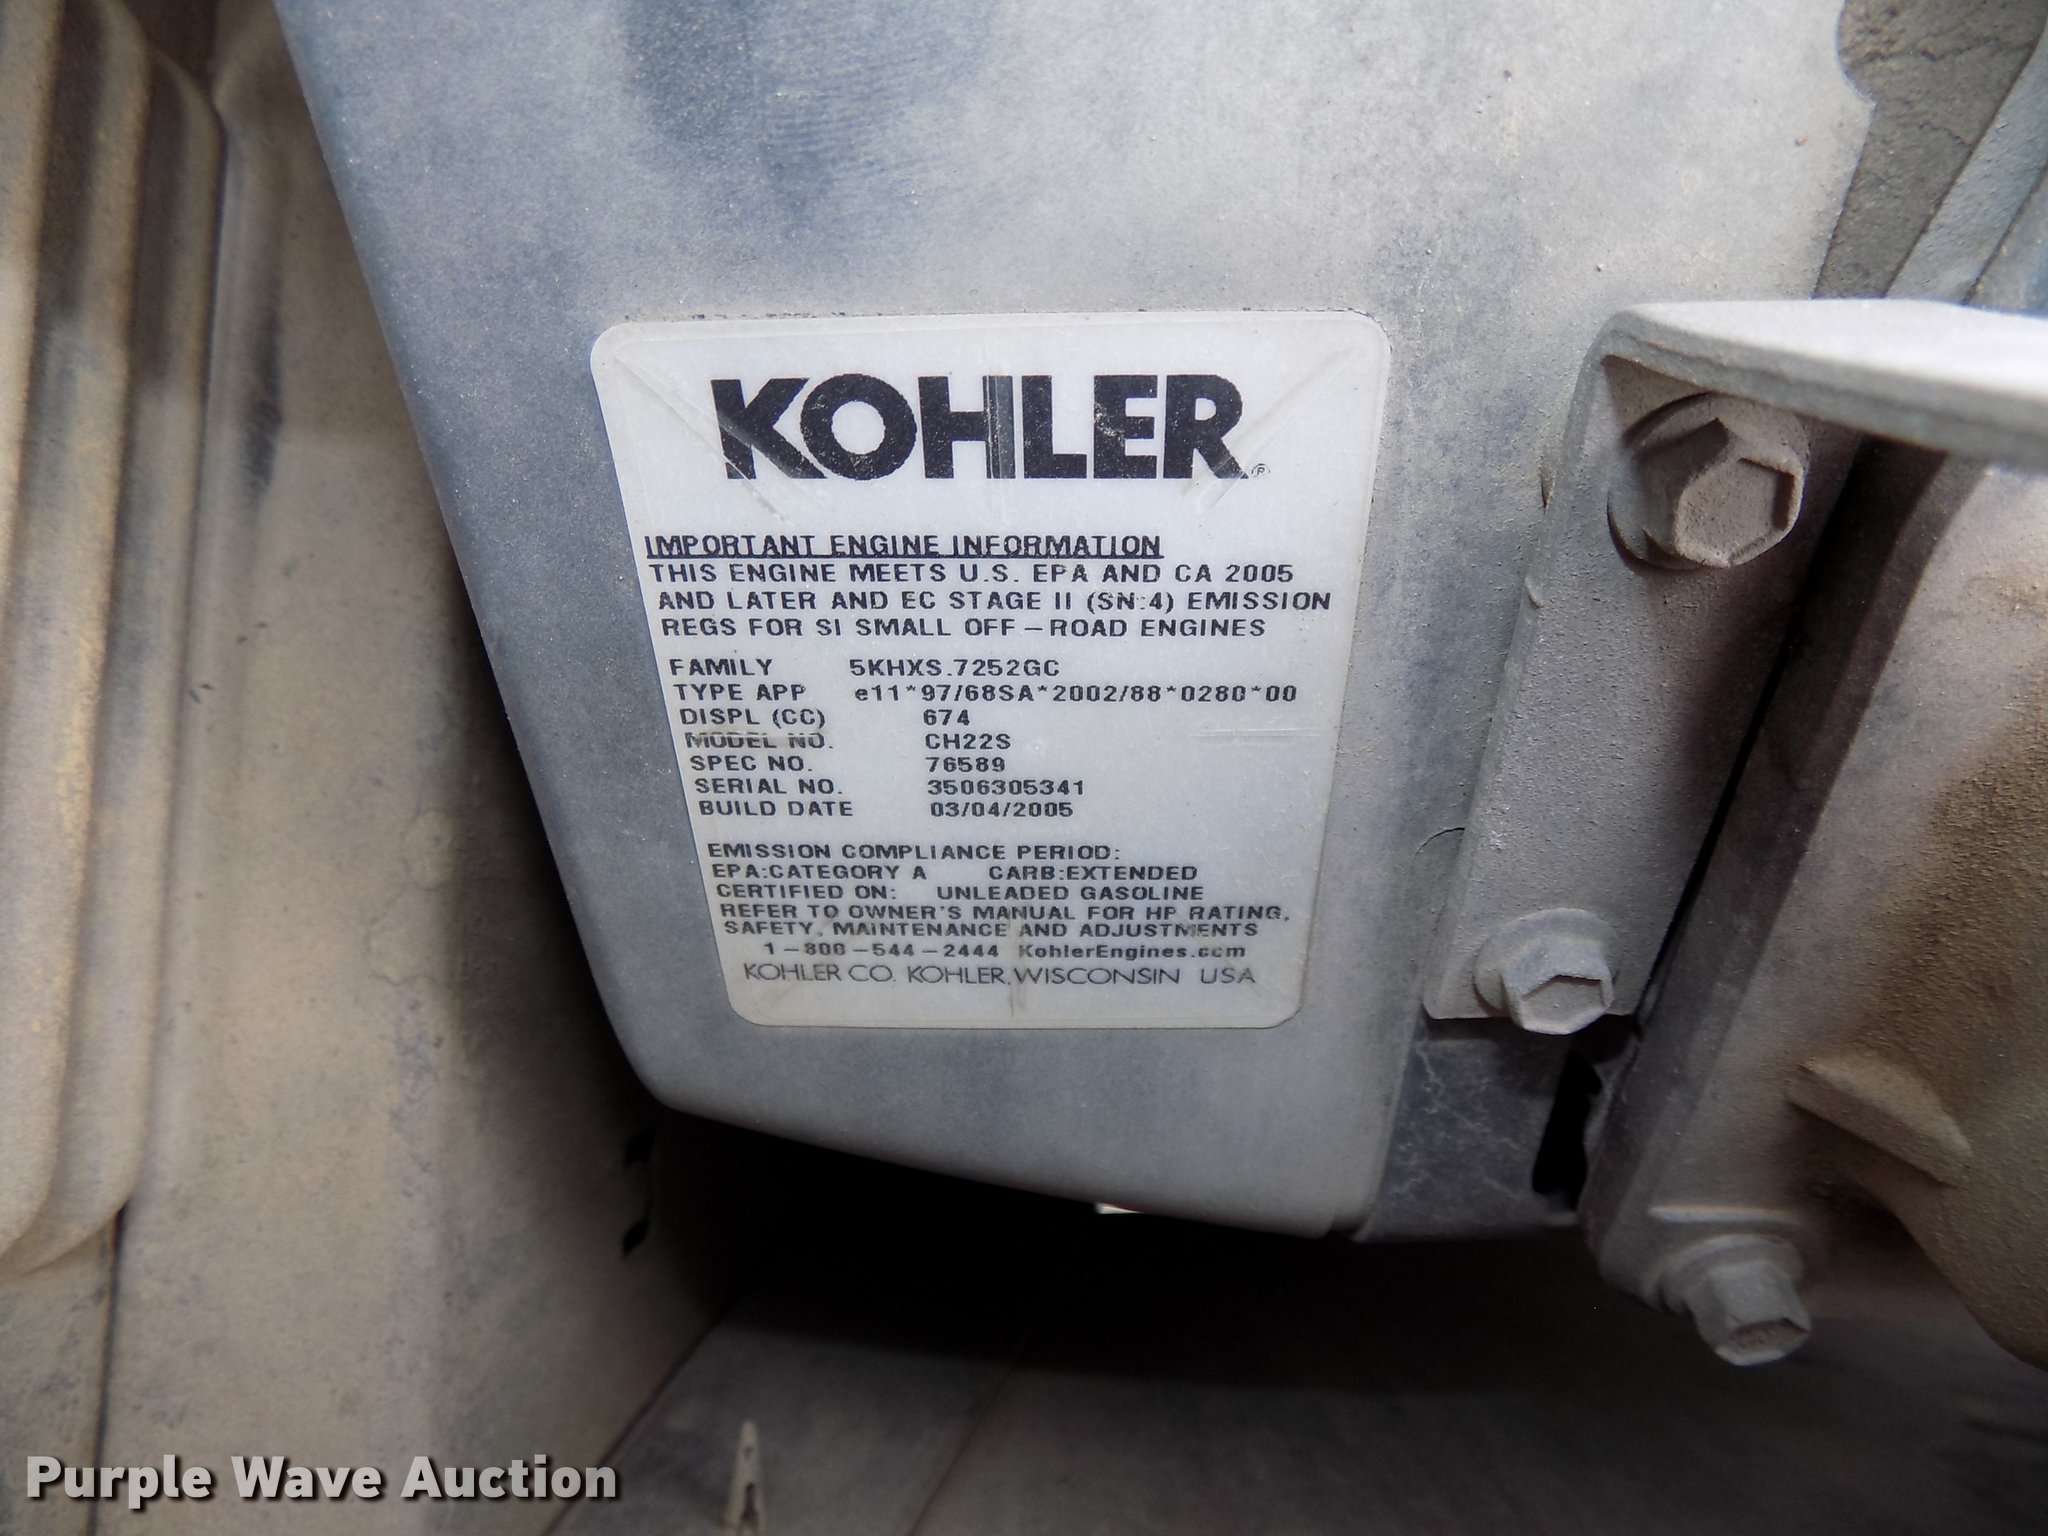 KOHLER®
IMPORTANT ENGINE INFORMATION
THIS ENGINE MEETS U.S. EPA AND CA 2005
AND LATER AND EC STAGE II (SN:4) EMISSION
REGS FOR SI SMALL OFF-ROAD ENGINES
FAMILY 5KHXS.7252GC
TYPE APP e11*97/68SA*2002/88*0280*00
DISPL (CC) 674
MODEL NO. CH22S
SPEC NO. 76589
SERIAL NO. 3506305341
BUILD DATE 03/04/2005
EMISSION COMPLIANCE PERIOD:
EPA:CATEGORY A CARB:EXTENDED
CERTIFIED ON: UNLEADED GASOLINE
REFER TO OWNER'S MANUAL FOR HP RATING,
SAFETY, MAINTENANCE AND ADJUSTMENTS
1-800-544-2444 KohlerEngines.com
KOHLER CO. KOHLER, WISCONSIN USA
Purple Wave Auction